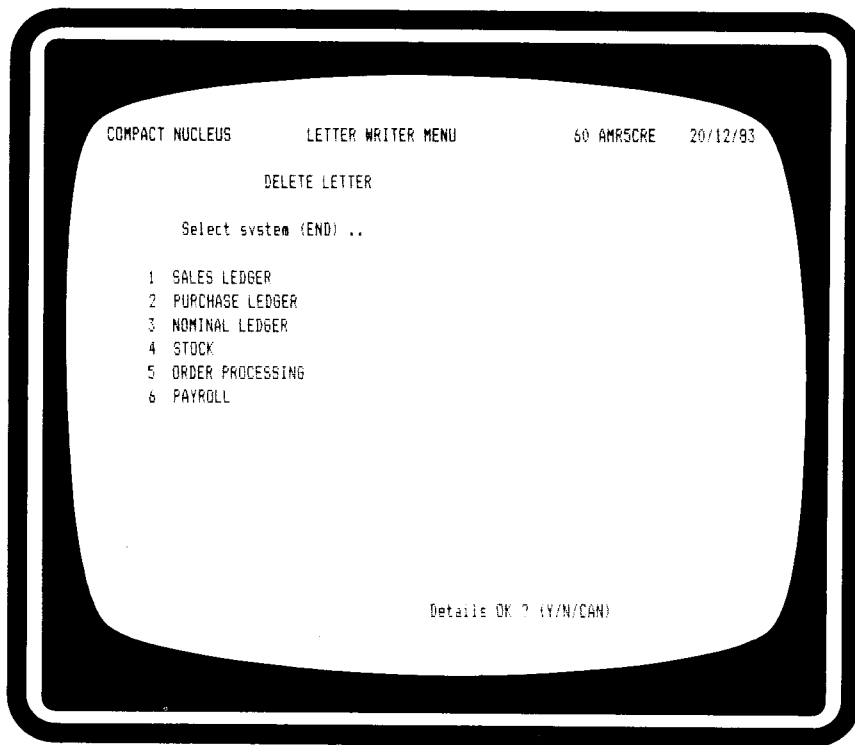 COMPACT NUCLEUS LETTER WRITER MENU 60 AMR5CRE 20/12/83
DELETE LETTER
Select system (END) ..
1 SALES LEDGER
2 PURCHASE LEDGER
3 NOMINAL LEDGER
4 STOCK
5 ORDER PROCESSING
6 PAYROLL
Details OK ? (Y/N/CAN)